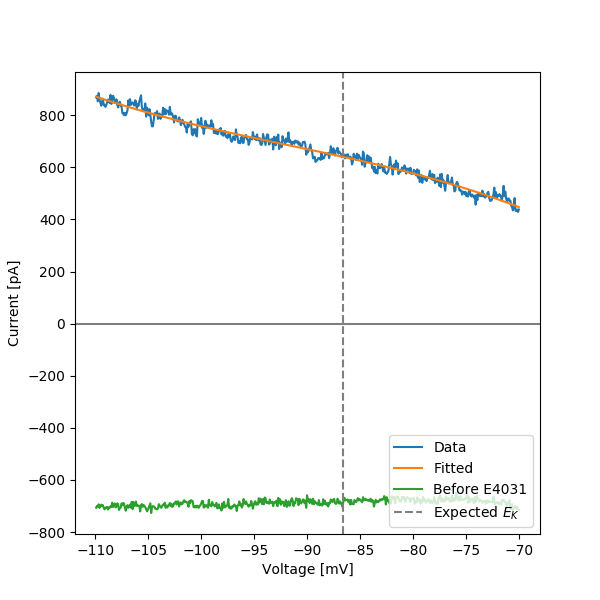 800
600
400
200
0
−200
−400
−600
−800
Current [pA]
Data
Fitted
Before E4031
Expected E_K
−110 −105 −100 −95 −90 −85 −80 −75 −70
Voltage [mV]